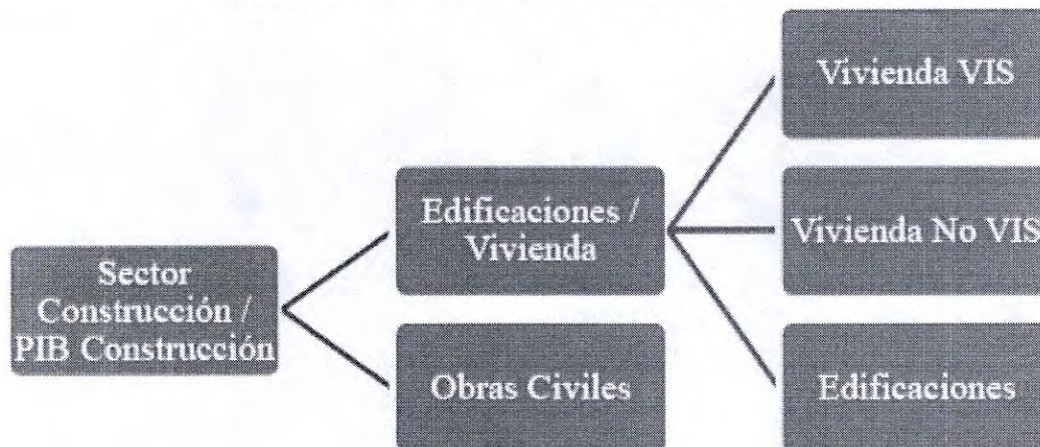 Sector
Construcción /
PIB Construcción
Edificaciones /
Vivienda
Obras Civiles
Vivienda VIS
Vivienda No VIS
Edificaciones